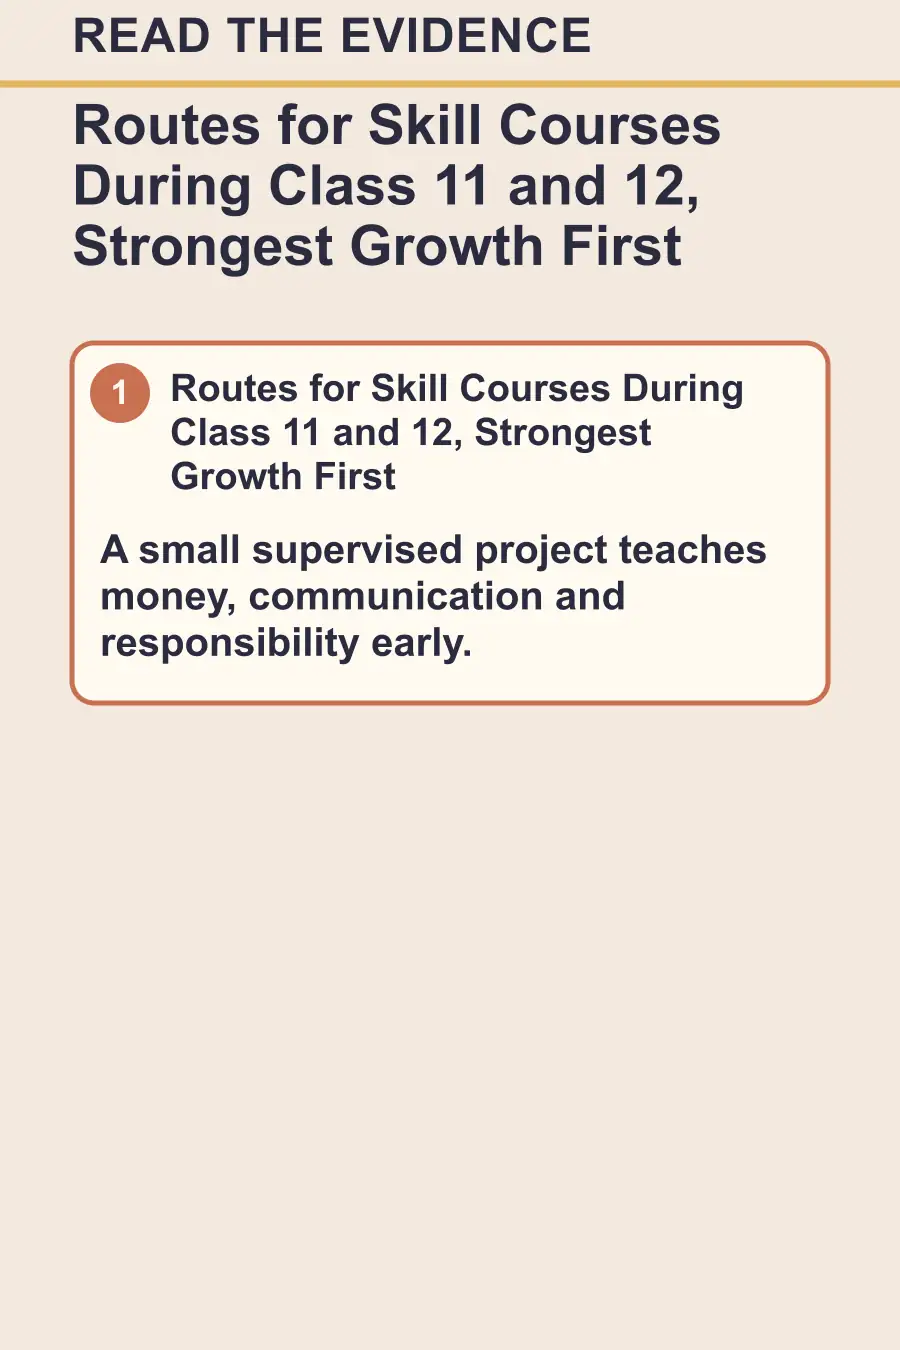 READ THE EVIDENCE
Routes for Skill Courses
During Class 11 and 12,
Strongest Growth First
1
Routes for Skill Courses During
Class 11 and 12, Strongest
Growth First
A small supervised project teaches
money, communication and
responsibility early.